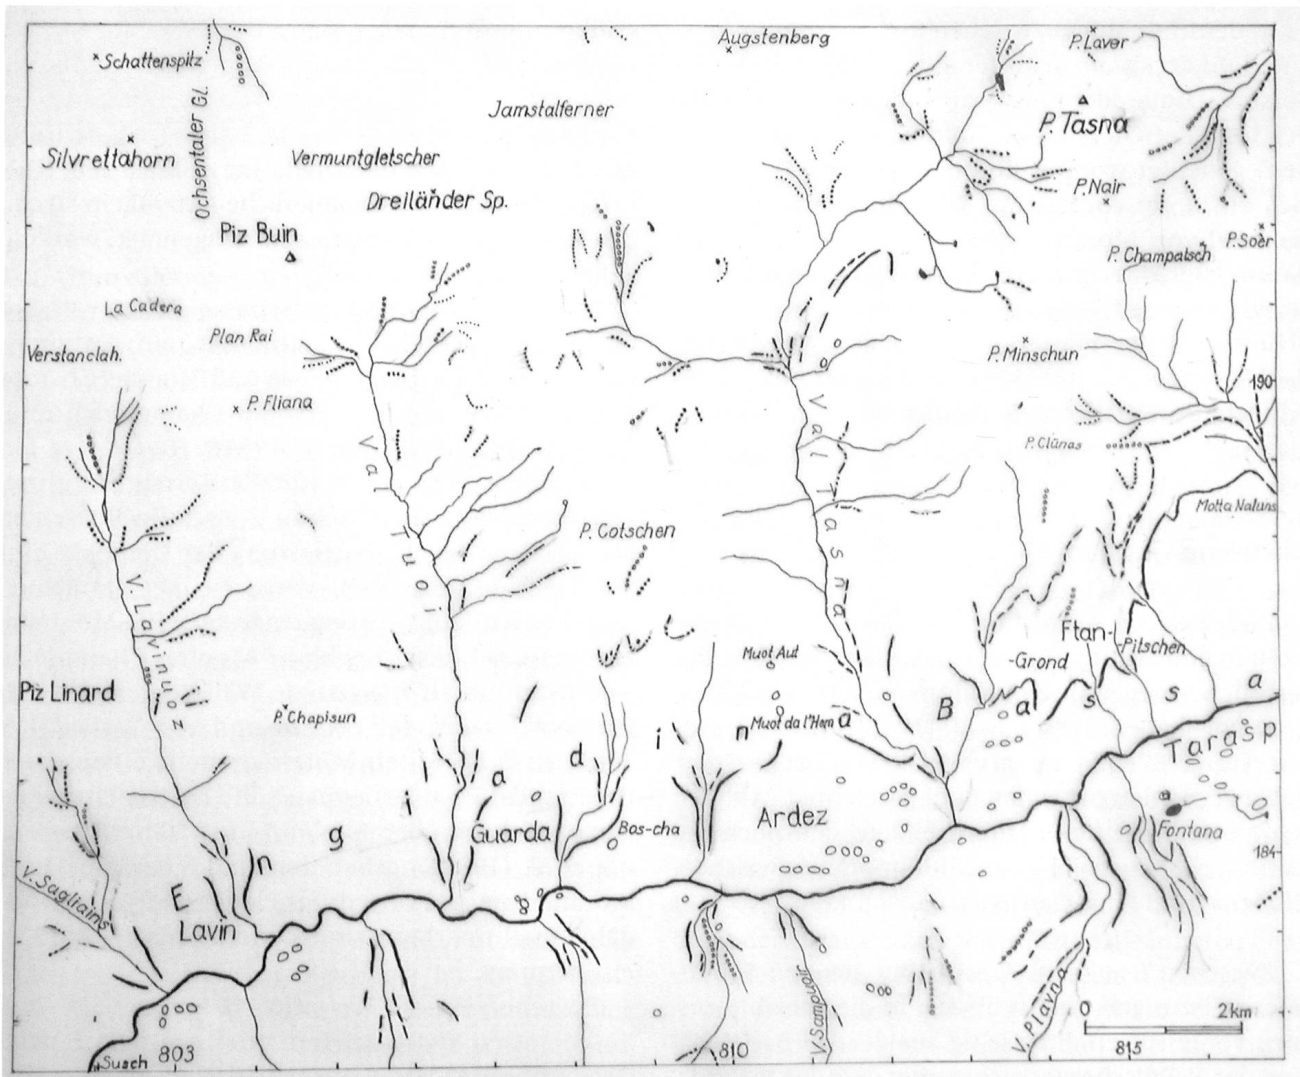 Schattenspitz
Augstenberg
P. Laver
Ochsentaler Gl.
Jamstalferner
P. Tasna
Silvrettahorn
Vermuntgletscher
Dreiländer Sp.
P. Nair
Piz Buin
P. Champatsch
P. Soèr
La Cadera
Plan Rai
Verstanclah.
P. Minschun
P. Fliana
190
Val Tuoi
Val Tasna
P. Clünas
Motta Naluns
P. Cotschen
V. Lavinuoz
Ftan-
Pitschen
-Grond
Muot Aut
Piz Linard
P. Chapisun
Muot da l'Hom
Engadina Bassa
Tarasp
Guarda
Bos-cha
Ardez
Fontana
184
V. Sagliains
Lavin
V. Sampuoir
V. Plavna
0 2km
Susch
803
810
815